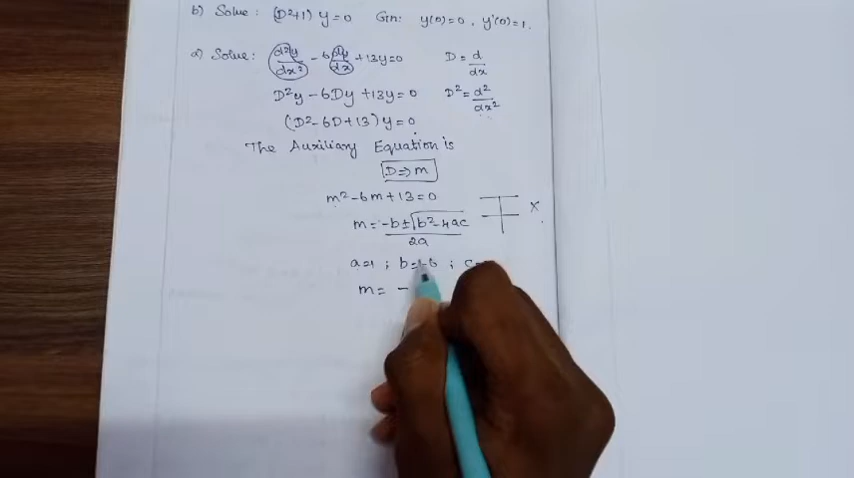 b) Solve : (D²+1) y = 0 Gn: y(0)=0 , y'(0)=1.
a) Solve : d²y/dx² - 6 dy/dx + 13y=0 D = d/dx
D²y - 6Dy + 13y = 0 D² = d²/dx²
(D² - 6D + 13) y = 0
The Auxiliary Equation is
D ⇒ m
m² - 6m + 13 = 0
m = -b ± √b² - 4ac / 2a X
a=1 ; b=-6 ; c=
m = -